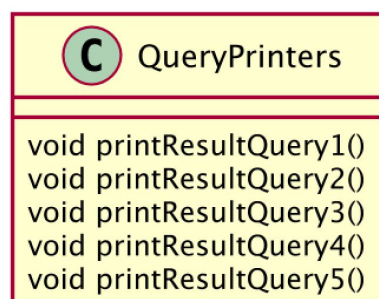 C QueryPrinters
void printResultQuery1()
void printResultQuery2()
void printResultQuery3()
void printResultQuery4()
void printResultQuery5()